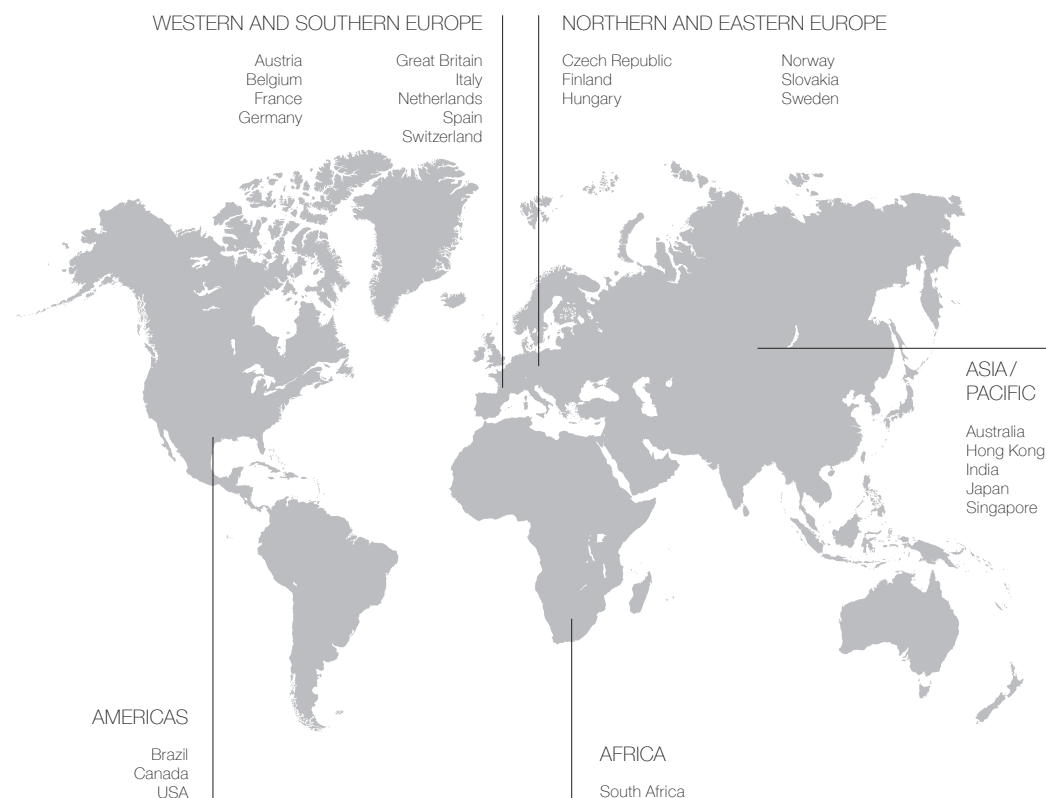 WESTERN AND SOUTHERN EUROPE
Austria
Belgium
France
Germany
Great Britain
Italy
Netherlands
Spain
Switzerland
NORTHERN AND EASTERN EUROPE
Czech Republic
Finland
Hungary
Norway
Slovakia
Sweden
ASIA /
PACIFIC
Australia
Hong Kong
India
Japan
Singapore
AMERICAS
Brazil
Canada
USA
AFRICA
South Africa